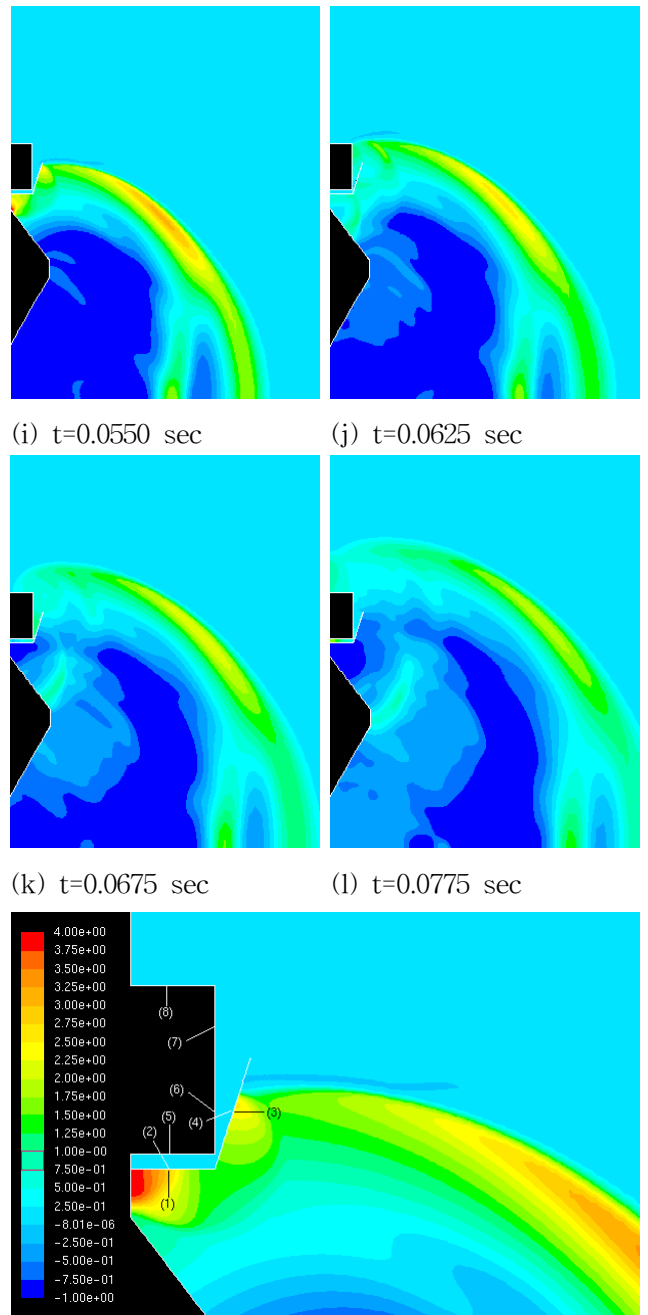 (i) t=0.0550 sec
(j) t=0.0625 sec
(k) t=0.0675 sec
(l) t=0.0775 sec
4.00e+00
3.75e+00
3.50e+00
3.25e+00
3.00e+00
2.75e+00
2.50e+00
2.25e+00
2.00e+00
1.75e+00
1.50e+00
1.25e+00
1.00e+00
7.50e-01
5.00e-01
2.50e-01
-8.01e-06
-2.50e-01
-5.00e-01
-7.50e-01
-1.00e+00
(8)
(7)
(6)
(5)
(4)
(3)
(2)
(1)